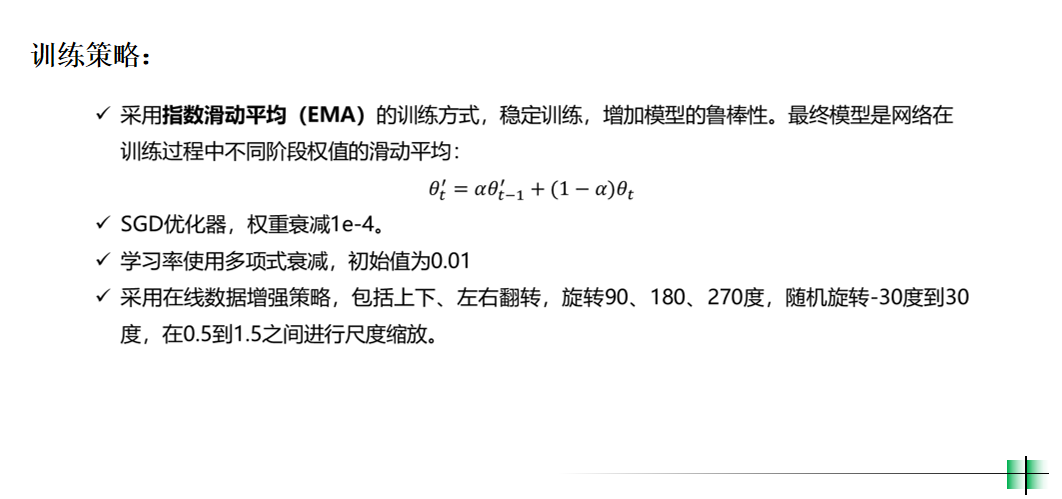 训练策略：
✓ 采用指数滑动平均（EMA）的训练方式，稳定训练，增加模型的鲁棒性。最终模型是网络在
训练过程中不同阶段权值的滑动平均：
θ′ₜ = αθ′ₜ₋₁ + (1 − α)θₜ
✓ SGD优化器，权重衰减1e-4。
✓ 学习率使用多项式衰减，初始值为0.01
✓ 采用在线数据增强策略，包括上下、左右翻转，旋转90、180、270度，随机旋转-30度到30
度，在0.5到1.5之间进行尺度缩放。